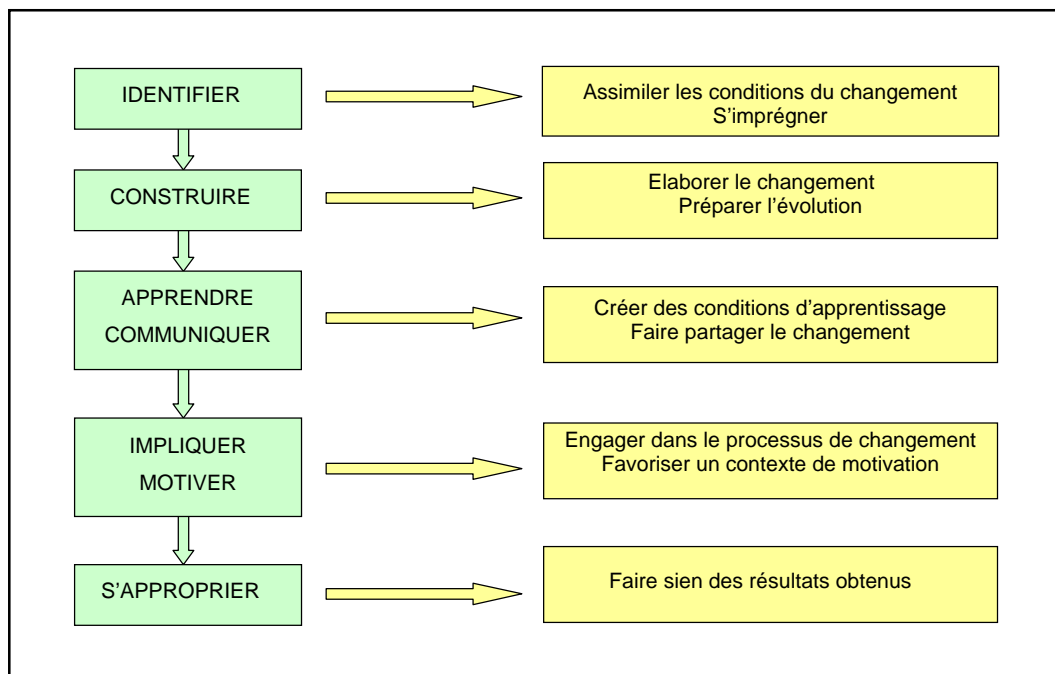 IDENTIFIER
Assimiler les conditions du changement
S'imprégner
CONSTRUIRE
Elaborer le changement
Préparer l'évolution
APPRENDRE
COMMUNIQUER
Créer des conditions d'apprentissage
Faire partager le changement
IMPLIQUER
MOTIVER
Engager dans le processus de changement
Favoriser un contexte de motivation
S'APPROPRIER
Faire sien des résultats obtenus